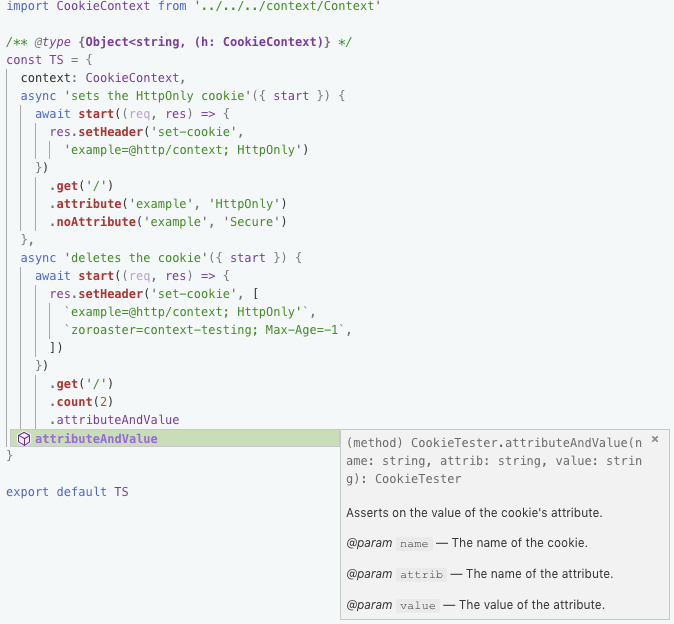 import CookieContext from '../../../context/Context'

/** @type {Object<string, (h: CookieContext)} */
const TS = {
  context: CookieContext,
  async 'sets the HttpOnly cookie'({ start }) {
    await start((req, res) => {
      res.setHeader('set-cookie',
        'example=@http/context; HttpOnly')
    })
      .get('/')
      .attribute('example', 'HttpOnly')
      .noAttribute('example', 'Secure')
  },
  async 'deletes the cookie'({ start }) {
    await start((req, res) => {
      res.setHeader('set-cookie', [
        `example=@http/context; HttpOnly'`,
        `zoroaster=context-testing; Max-Age=-1`,
      ])
    })
      .get('/')
      .count(2)
      .attributeAndValue
attributeAndValue
}

export default TS
(method) CookieTester.attributeAndValue(n
ame: string, attrib: string, value: strin
g): CookieTester
×
Asserts on the value of the cookie's attribute.
@param name — The name of the cookie.
@param attrib — The name of the attribute.
@param value — The value of the attribute.